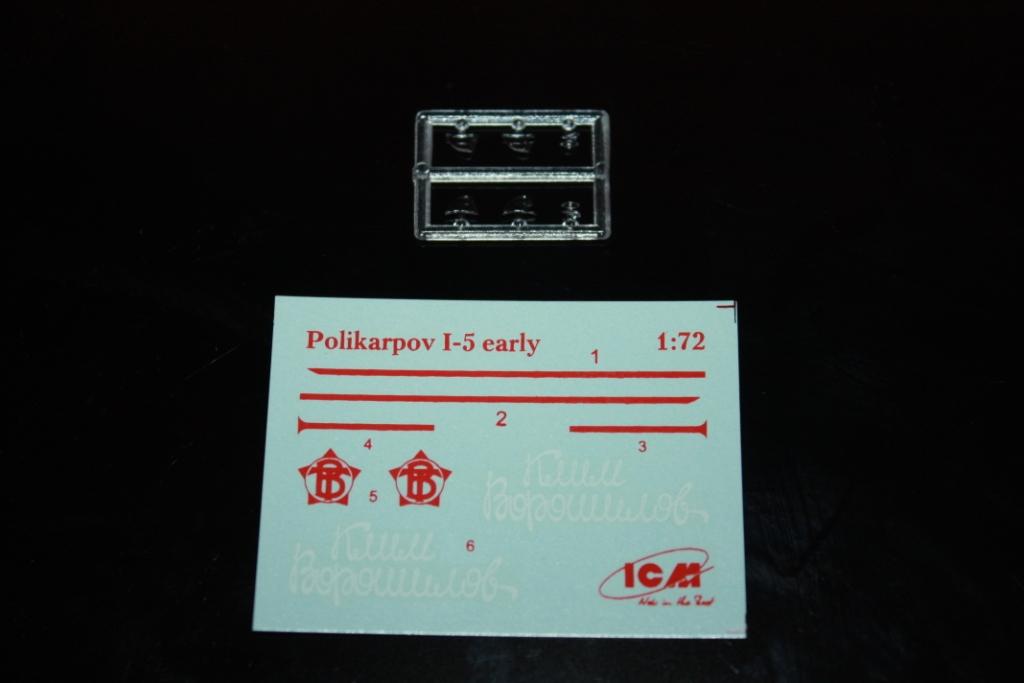 Polikarpov I-5 early 1:72
1
2
4 3
5
Клим
Ворошилов
Клим
Ворошилов
6
ICM